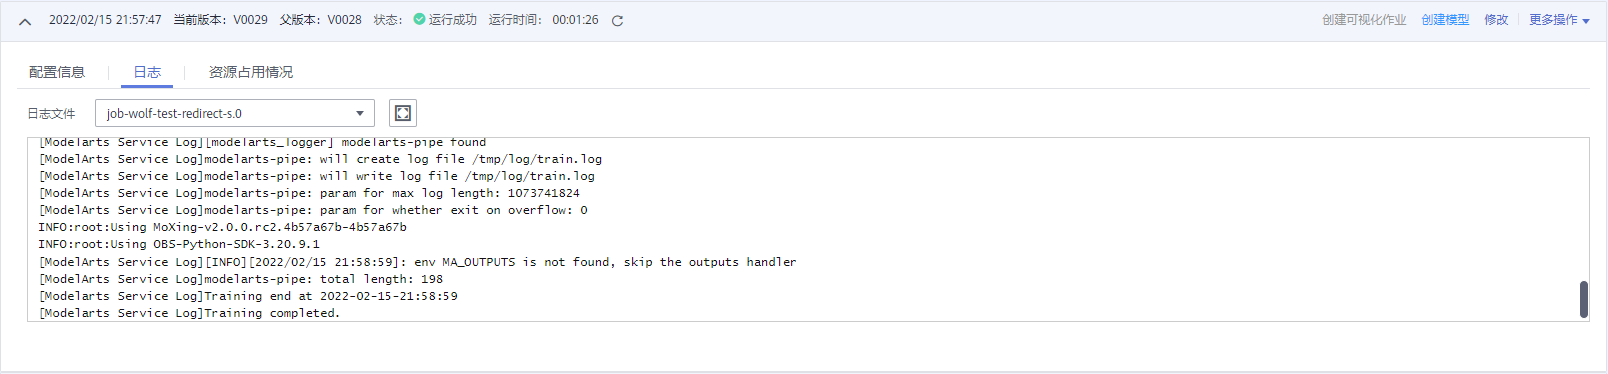 2022/02/15 21:57:47 当前版本：V0029 父版本：V0028 状态： 运行成功 运行时间： 00:01:26 创建可视化作业 创建模型 修改 更多操作
配置信息 日志 资源占用情况
日志文件 job-wolf-test-redirect-s.0
[ModelArts Service Log][modelarts_logger] modelarts-pipe found
[ModelArts Service Log]modelarts-pipe: will create log file /tmp/log/train.log
[ModelArts Service Log]modelarts-pipe: will write log file /tmp/log/train.log
[ModelArts Service Log]modelarts-pipe: param for max log length: 1073741824
[ModelArts Service Log]modelarts-pipe: param for whether exit on overflow: 0
INFO:root:Using MoXing-v2.0.0.rc2.4b57a67b-4b57a67b
INFO:root:Using OBS-Python-SDK-3.20.9.1
[ModelArts Service Log][INFO][2022/02/15 21:58:59]: env MA_OUTPUTS is not found, skip the outputs handler
[ModelArts Service Log]modelarts-pipe: total length: 198
[Modelarts Service Log]Training end at 2022-02-15-21:58:59
[Modelarts Service Log]Training completed.